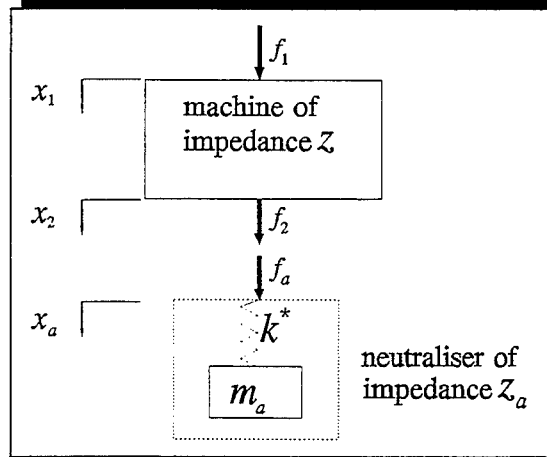 f₁
x₁
machine of
impedance z
x₂
f₂
fₐ
xₐ
k*
mₐ
neutraliser of
impedance zₐ